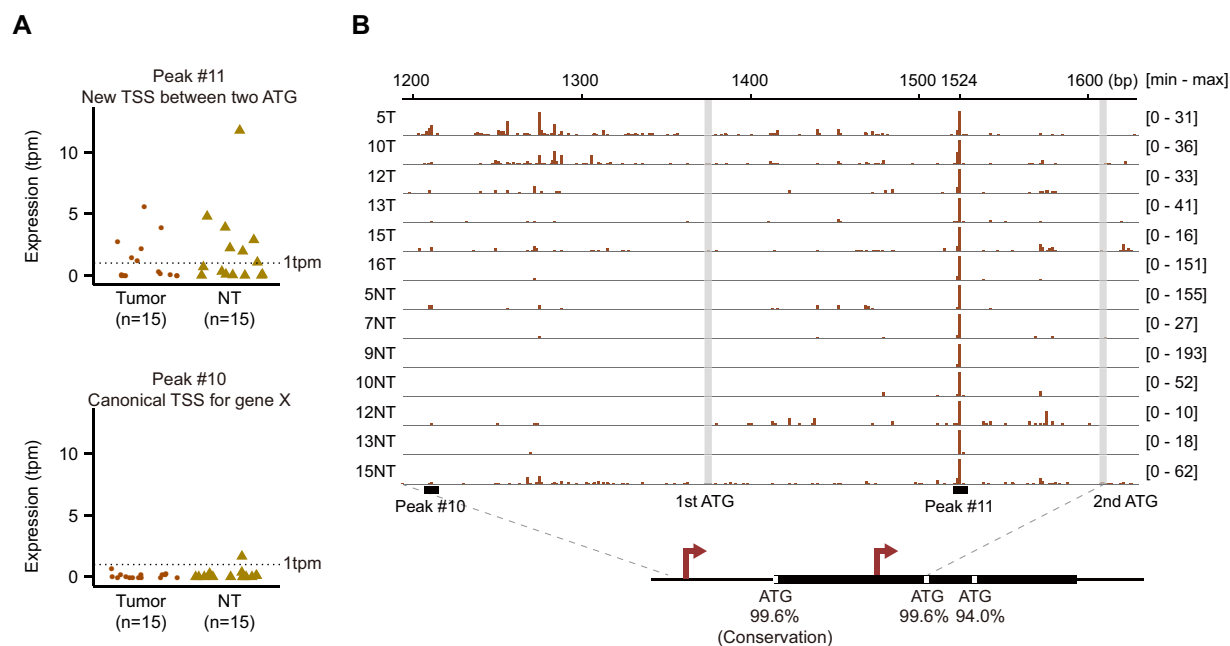 A
Peak #11
New TSS between two ATG
Expression (tpm)
10
5
0
1tpm
Tumor
(n=15)
NT
(n=15)
Peak #10
Canonical TSS for gene X
Expression (tpm)
10
5
0
1tpm
Tumor
(n=15)
NT
(n=15)
B
1200 1300 1400 1500 1524 1600 (bp) [min - max]
5T [0 - 31]
10T [0 - 36]
12T [0 - 33]
13T [0 - 41]
15T [0 - 16]
16T [0 - 151]
5NT [0 - 155]
7NT [0 - 27]
9NT [0 - 193]
10NT [0 - 52]
12NT [0 - 10]
13NT [0 - 18]
15NT [0 - 62]
Peak #10 1st ATG Peak #11 2nd ATG
ATG ATG ATG
99.6% 99.6% 94.0%
(Conservation)